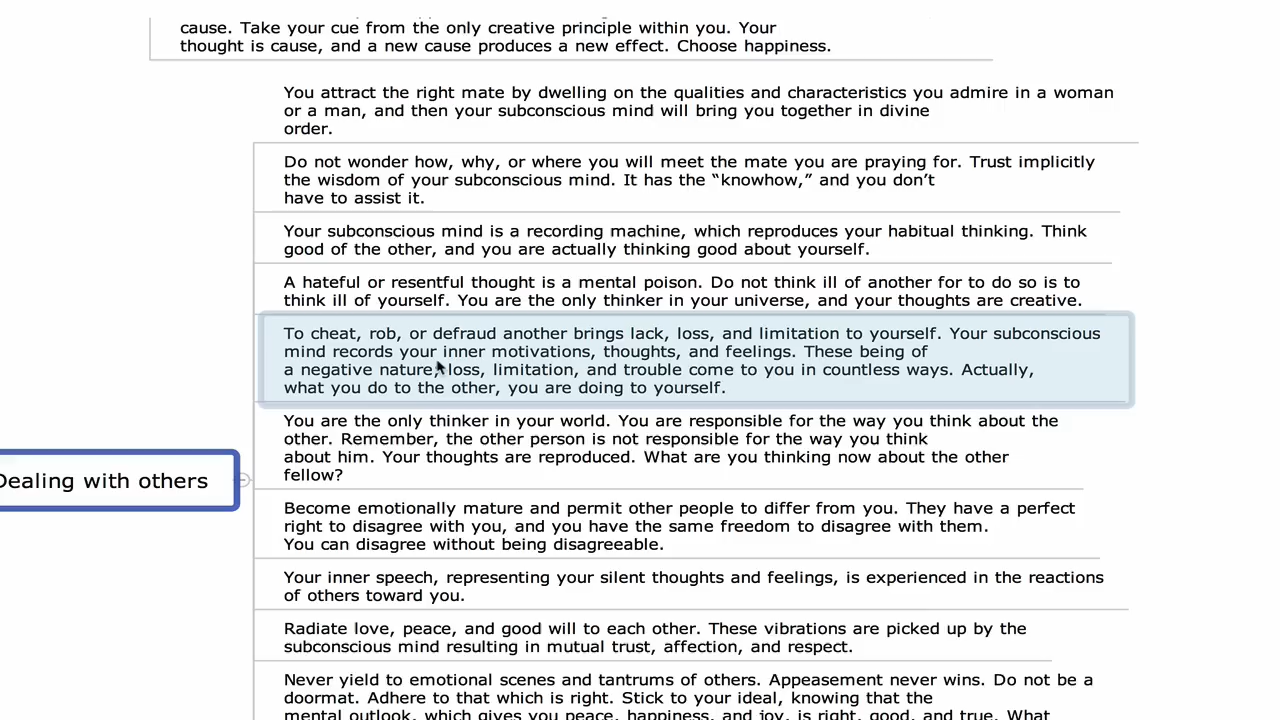 cause. Take your cue from the only creative principle within you. Your
thought is cause, and a new cause produces a new effect. Choose happiness.
You attract the right mate by dwelling on the qualities and characteristics you admire in a woman
or a man, and then your subconscious mind will bring you together in divine
order.
Do not wonder how, why, or where you will meet the mate you are praying for. Trust implicitly
the wisdom of your subconscious mind. It has the “knowhow,” and you don’t
have to assist it.
Your subconscious mind is a recording machine, which reproduces your habitual thinking. Think
good of the other, and you are actually thinking good about yourself.
A hateful or resentful thought is a mental poison. Do not think ill of another for to do so is to
think ill of yourself. You are the only thinker in your universe, and your thoughts are creative.
To cheat, rob, or defraud another brings lack, loss, and limitation to yourself. Your subconscious
mind records your inner motivations, thoughts, and feelings. These being of
a negative nature, loss, limitation, and trouble come to you in countless ways. Actually,
what you do to the other, you are doing to yourself.
You are the only thinker in your world. You are responsible for the way you think about the
other. Remember, the other person is not responsible for the way you think
about him. Your thoughts are reproduced. What are you thinking now about the other
fellow?
Dealing with others
Become emotionally mature and permit other people to differ from you. They have a perfect
right to disagree with you, and you have the same freedom to disagree with them.
You can disagree without being disagreeable.
Your inner speech, representing your silent thoughts and feelings, is experienced in the reactions
of others toward you.
Radiate love, peace, and good will to each other. These vibrations are picked up by the
subconscious mind resulting in mutual trust, affection, and respect.
Never yield to emotional scenes and tantrums of others. Appeasement never wins. Do not be a
doormat. Adhere to that which is right. Stick to your ideal, knowing that the
mental outlook, which gives you peace, happiness, and joy, is right, good, and true. What